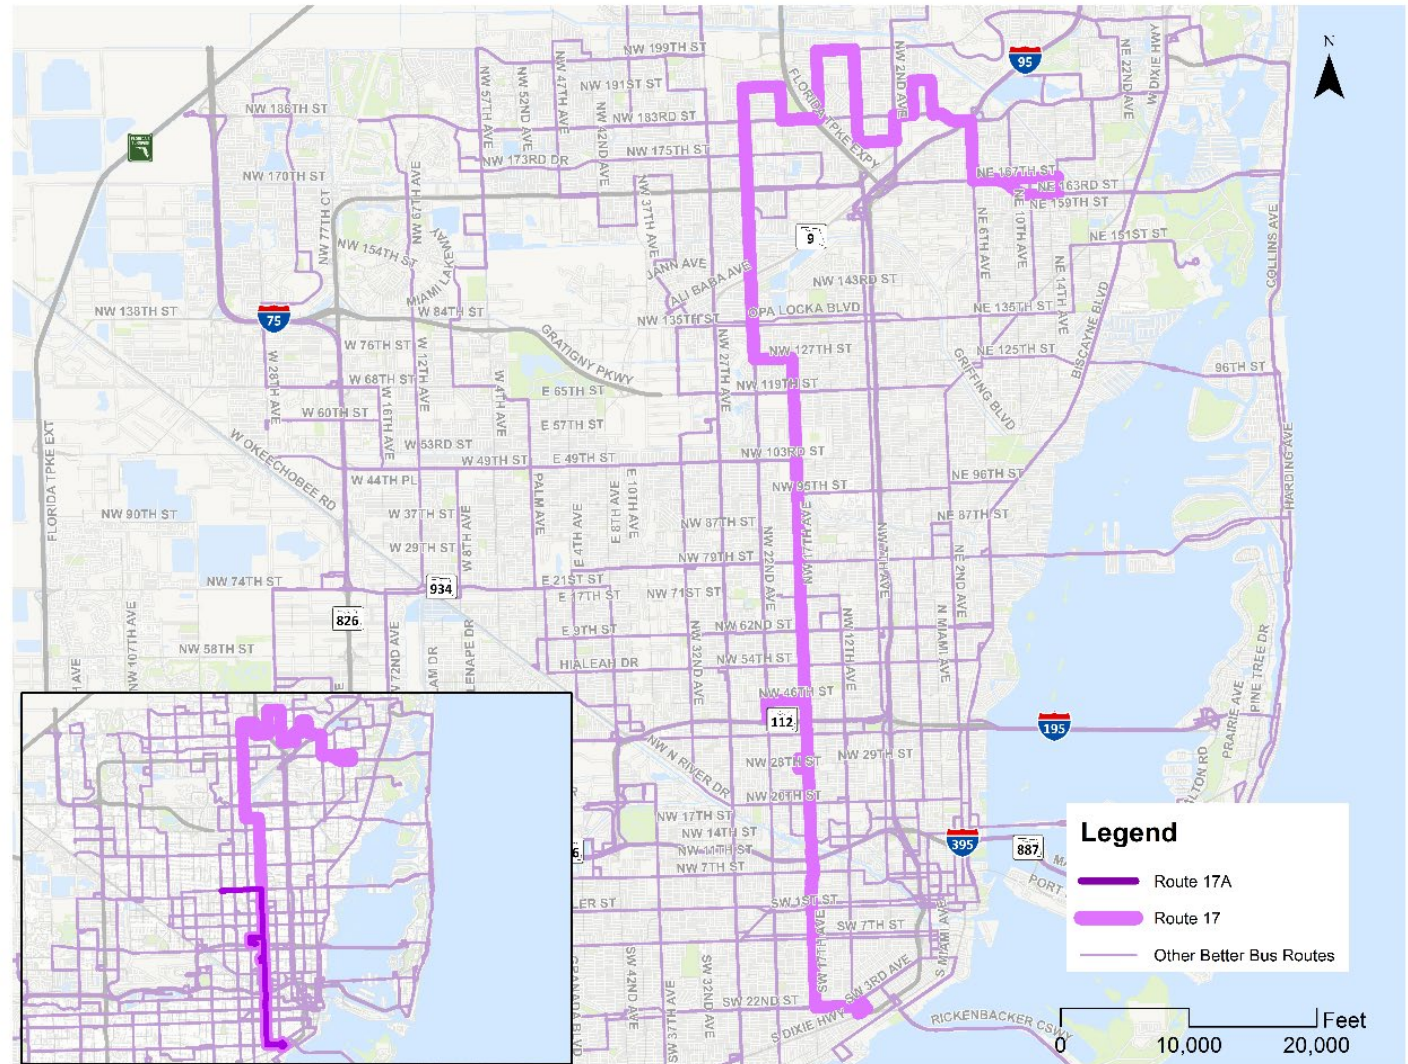 NW 199TH ST
NW 191ST ST
NW 186TH ST
NW 183RD ST
NW 175TH ST
NW 173RD DR
NW 170TH ST
NW 57TH AVE
NW 52ND AVE
NW 47TH AVE
NW 42ND AVE
NW 37TH AVE
NW 67TH AVE
NW 77TH CT
FLORIDA TPKE EXPY
NW 2ND AVE
95
NE 22ND AVE
W DIXIE HWY
N
NE 167TH ST
NE 163RD ST
NE 159TH ST
NE 6TH AVE
NE 10TH AVE
NE 151ST ST
NE 14TH AVE
COLLINS AVE
9
NW 154TH ST
MIAMI LAKEWAY
JANN AVE
ALI BABA AVE
NW 143RD ST
OPA LOCKA BLVD
NE 135TH ST
NW 138TH ST
75
W 84TH ST
NW 135TH ST
GRATIGNY PKWY
W 76TH ST
NW 127TH ST
NE 125TH ST
GRIFFING BLVD
BISCAYNE BLVD
96TH ST
W 28TH AVE
W 68TH ST
W 16TH AVE
W 12TH AVE
W 4TH AVE
E 65TH ST
NW 27TH AVE
NW 119TH ST
W 60TH ST
E 57TH ST
W OKEECHOBEE RD
W 53RD ST
W 49TH ST
E 49TH ST
NW 103RD ST
HARDING AVE
FLORIDA TPKE EXT
W 44TH PL
PALM AVE
E 4TH AVE
E 8TH AVE
E 10TH AVE
NW 95TH ST
NE 96TH ST
NW 90TH ST
W 37TH ST
W 8TH AVE
NW 87TH ST
NE 87TH ST
W 29TH ST
NW 79TH ST
NW 22ND AVE
NW 17TH AVE
NW 7TH AVE
NE 2ND AVE
NW 74TH ST
934
E 21ST ST
E 17TH ST
NW 71ST ST
826
NW 107TH AVE
NW 58TH ST
E 9TH ST
NW 62ND ST
NW 32ND AVE
NW 12TH AVE
N MIAMI AVE
HIALEAH DR
NW 54TH ST
LENAPE DR
NW 46TH ST
112
195
PINE TREE DR
PRAIRIE AVE
NW N RIVER DR
NW 28TH ST
NW 29TH ST
NW 20TH ST
NW 17TH ST
NW 14TH ST
NW 11TH ST
NW 7TH ST
395
887
SW 1ST ST
SW 7TH ST
SW 17TH AVE
S MIAMI AVE
SW 3RD AVE
GRANADA BLVD
SW 42ND AVE
SW 37TH AVE
SW 32ND AVE
SW 22ND ST
S DIXIE HWY
RICKENBACKER CSWY
Legend
Route 17A
Route 17
Other Better Bus Routes
Feet
0 10,000 20,000